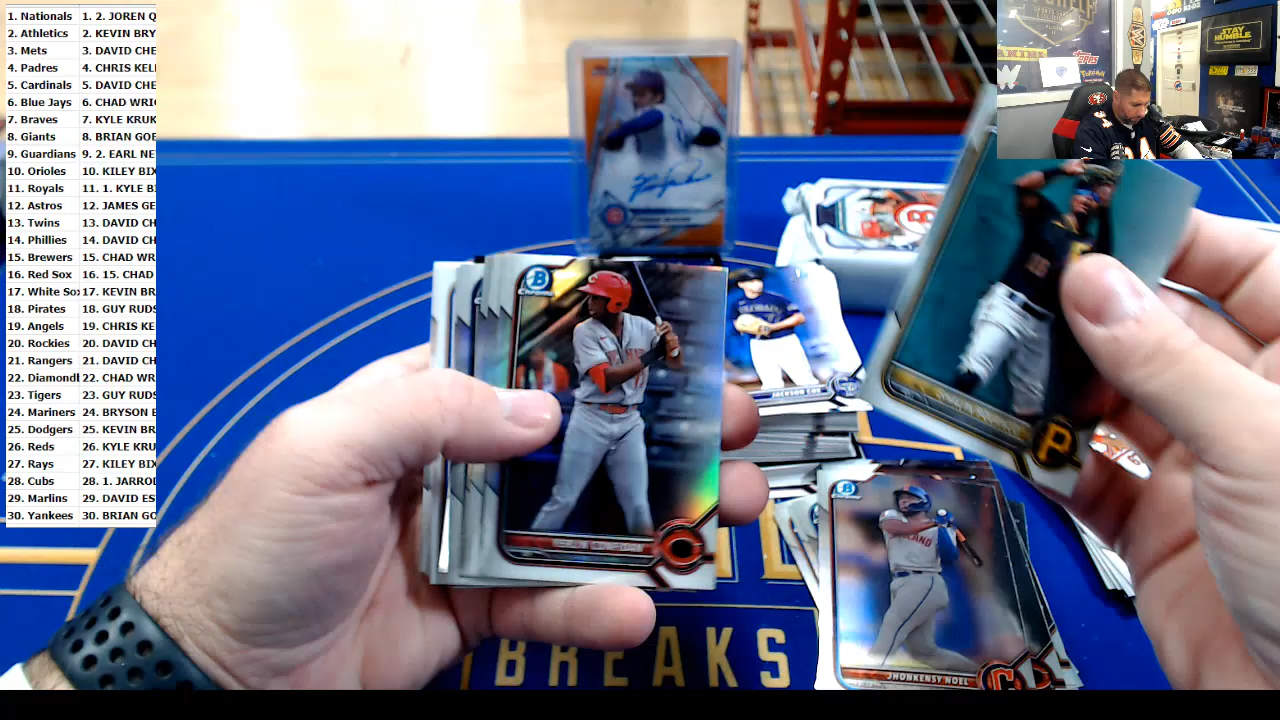 1. Nationals 1. 2. JOREN Q
2. Athletics 2. KEVIN BRY
3. Mets 3. DAVID CHE
4. Padres 4. CHRIS KEL
5. Cardinals 5. DAVID CHE
6. Blue Jays 6. CHAD WRI
7. Braves 7. KYLE KRUK
8. Giants 8. BRIAN GOE
9. Guardians 9. 2. EARL NE
10. Orioles 10. KILEY BIX
11. Royals 11. 1. KYLE B
12. Astros 12. JAMES GE
13. Twins 13. DAVID CH
14. Phillies 14. DAVID CH
15. Brewers 15. CHAD WR
16. Red Sox 16. 15. CHAD
17. White Sox 17. KEVIN BR
18. Pirates 18. GUY RUDS
19. Angels 19. CHRIS KE
20. Rockies 20. DAVID CH
21. Rangers 21. DAVID CH
22. Diamond 22. CHAD WR
23. Tigers 23. GUY RUDS
24. Mariners 24. BRYSON E
25. Dodgers 25. KEVIN BR
26. Reds 26. KYLE KRU
27. Rays 27. KILEY BIX
28. Cubs 28. 1. JARROL
29. Marlins 29. DAVID ES
30. Yankees 30. BRIAN GO
STAY
HUMBLE
topps
B
CHROME
C
JACKSON COX
P
B
JHONKENSY NOEL
BREAKS